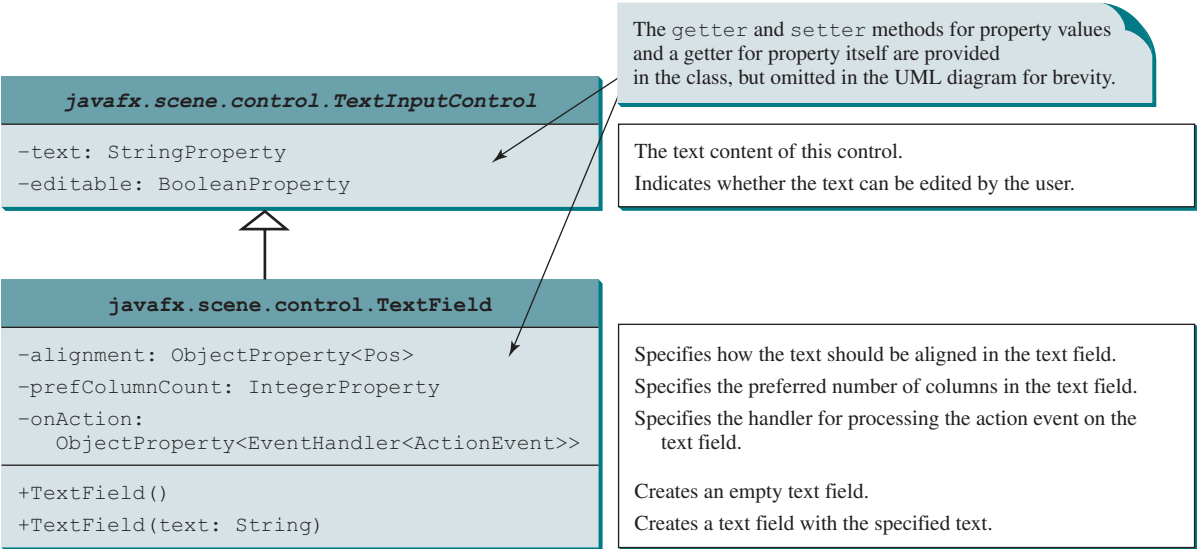 The getter and setter methods for property values
and a getter for property itself are provided
in the class, but omitted in the UML diagram for brevity.
javafx.scene.control.TextInputControl
-text: StringProperty
-editable: BooleanProperty
The text content of this control.
Indicates whether the text can be edited by the user.
javafx.scene.control.TextField
-alignment: ObjectProperty<Pos>
-prefColumnCount: IntegerProperty
-onAction:
ObjectProperty<EventHandler<ActionEvent>>
Specifies how the text should be aligned in the text field.
Specifies the preferred number of columns in the text field.
Specifies the handler for processing the action event on the
text field.
+TextField()
+TextField(text: String)
Creates an empty text field.
Creates a text field with the specified text.